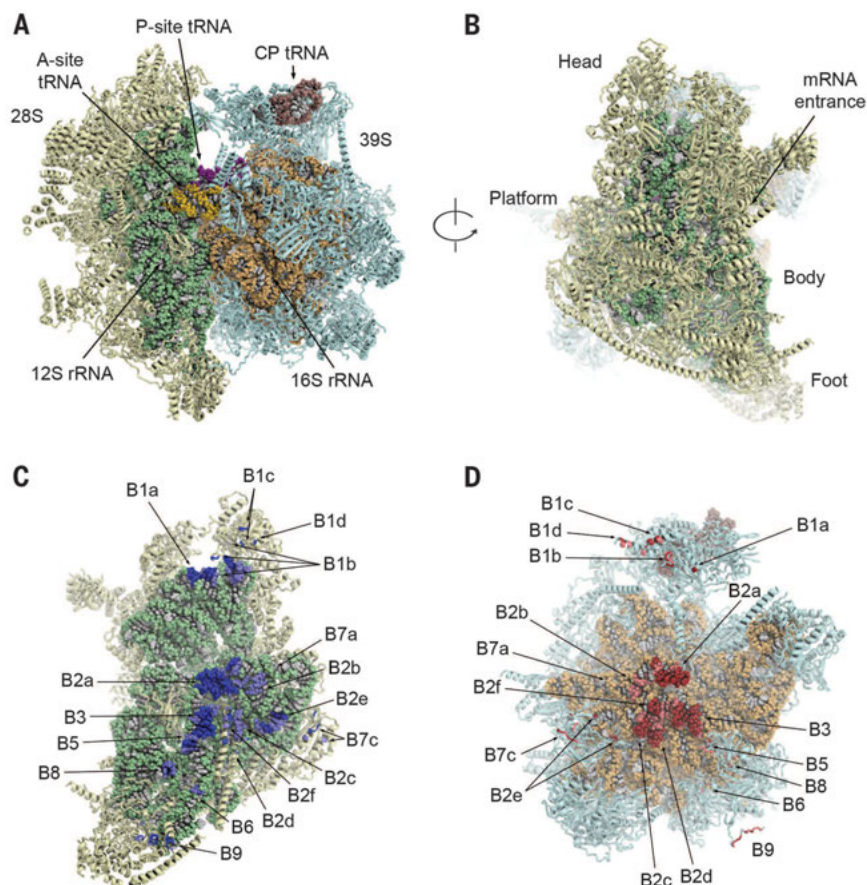 A
P-site tRNA
CP tRNA
A-site
tRNA
28S
39S
12S rRNA
16S rRNA
B
Head
mRNA
entrance
Platform
Body
Foot
C
B1c
B1a
B1d
B1b
B7a
B2a
B2b
B3
B2e
B5
B7c
B8
B2c
B2f
B6
B2d
B9
D
B1c
B1d
B1a
B1b
B2a
B2b
B7a
B2f
B3
B7c
B5
B8
B2e
B6
B9
B2c
B2d